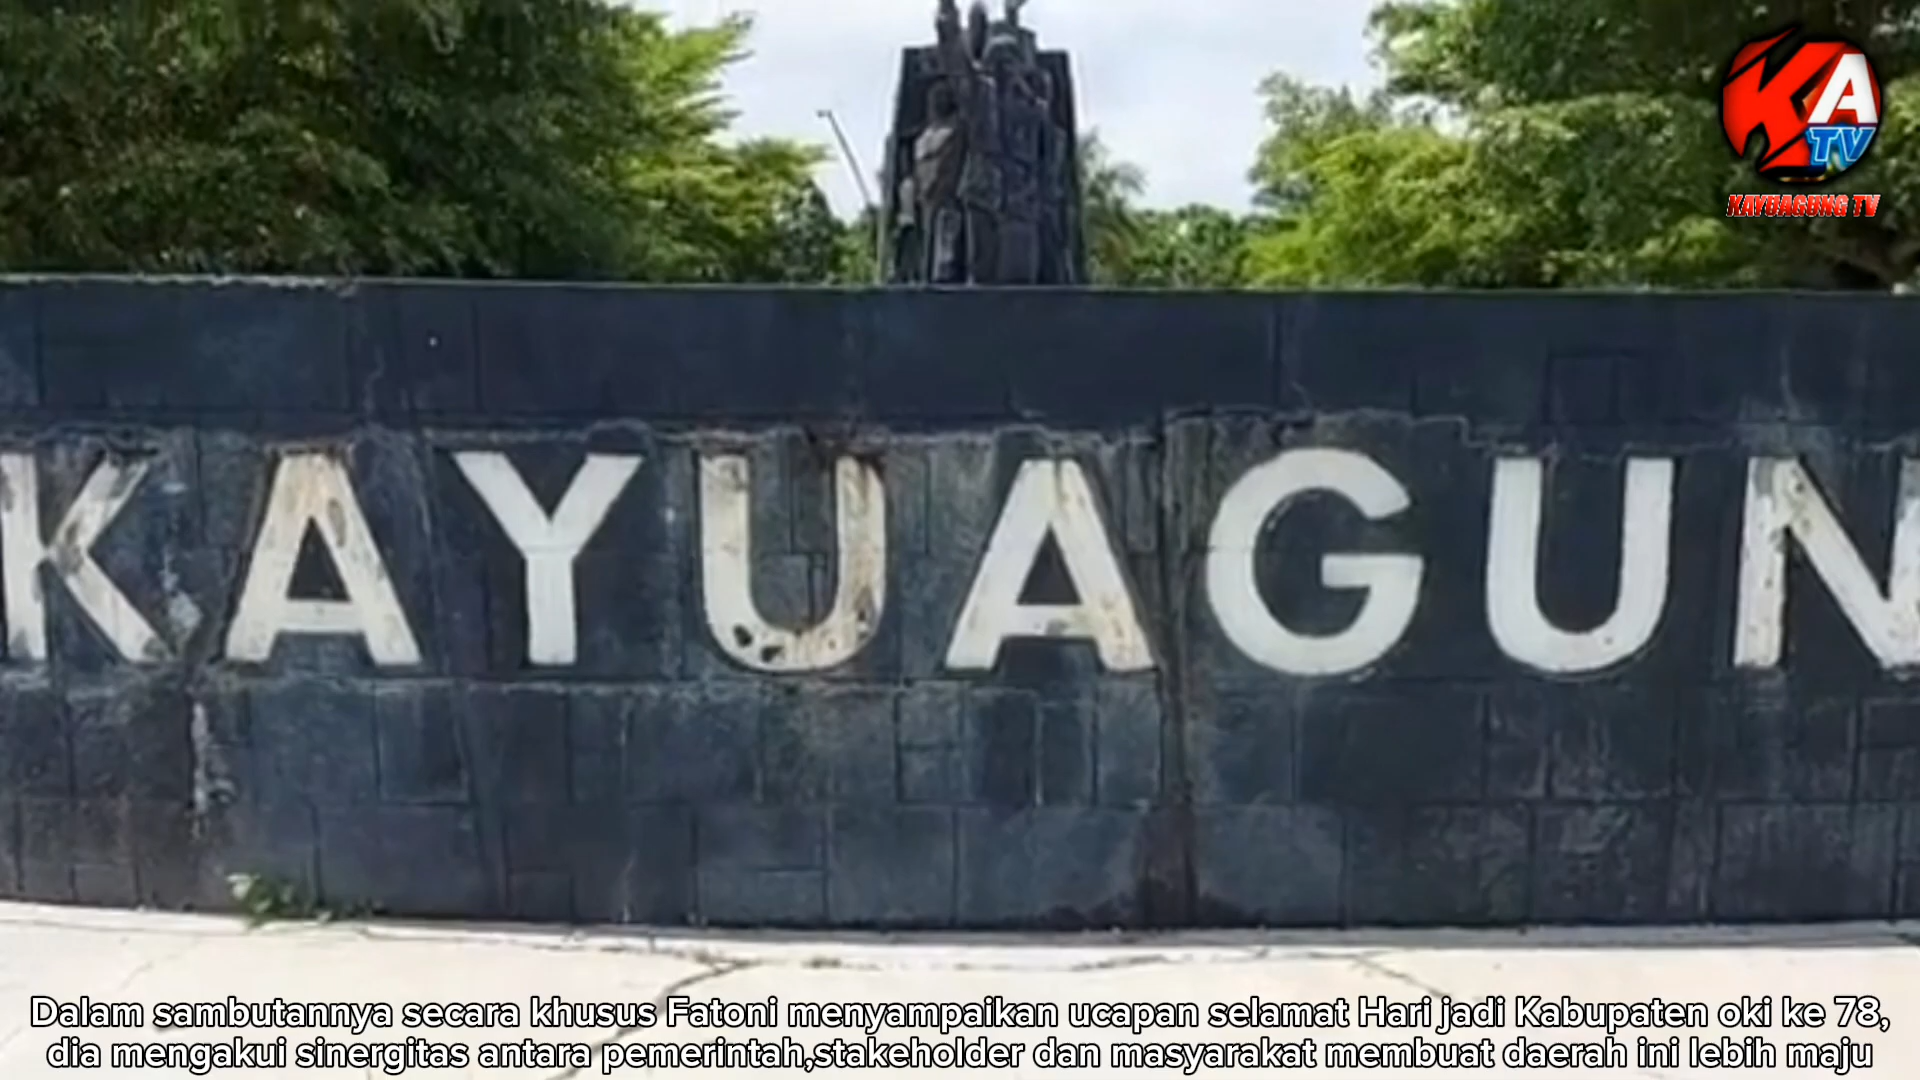 KA
TV
KAYUAGUNG TV
KAYUAGUN
Dalam sambutannya secara khusus Fatoni menyampaikan ucapan selamat Hari jadi Kabupaten oki ke 78,
dia mengakui sinergitas antara pemerintah,stakeholder dan masyarakat membuat daerah ini lebih maju